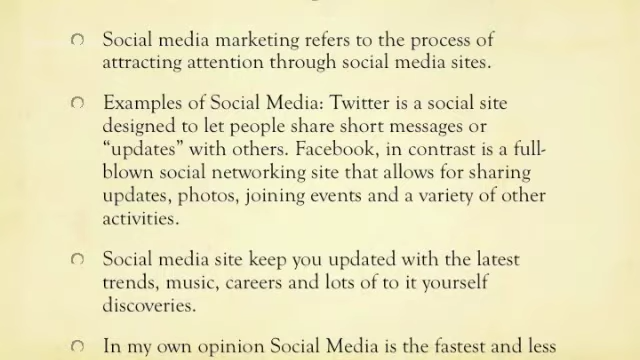 Social media marketing refers to the process of
attracting attention through social media sites.
Examples of Social Media: Twitter is a social site
designed to let people share short messages or
“updates” with others. Facebook, in contrast is a full-
blown social networking site that allows for sharing
updates, photos, joining events and a variety of other
activities.
Social media site keep you updated with the latest
trends, music, careers and lots of to it yourself
discoveries.
In my own opinion Social Media is the fastest and less